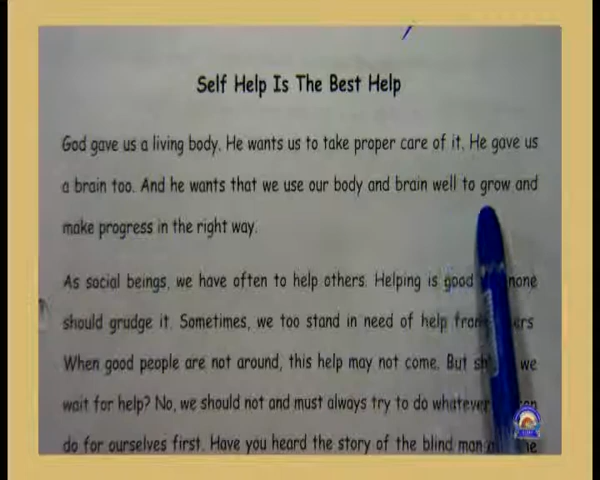 Self Help Is The Best Help
God gave us a living body. He wants us to take proper care of it. He gave us
a brain too. And he wants that we use our body and brain well to grow and
make progress in the right way.
As social beings, we have often to help others. Helping is good none
should grudge it. Sometimes, we too stand in need of help
When good people are not around, this help may not come. But we
wait for help? No, we should not and must always try to do whatever
do for ourselves first. Have you heard the story of the blind man